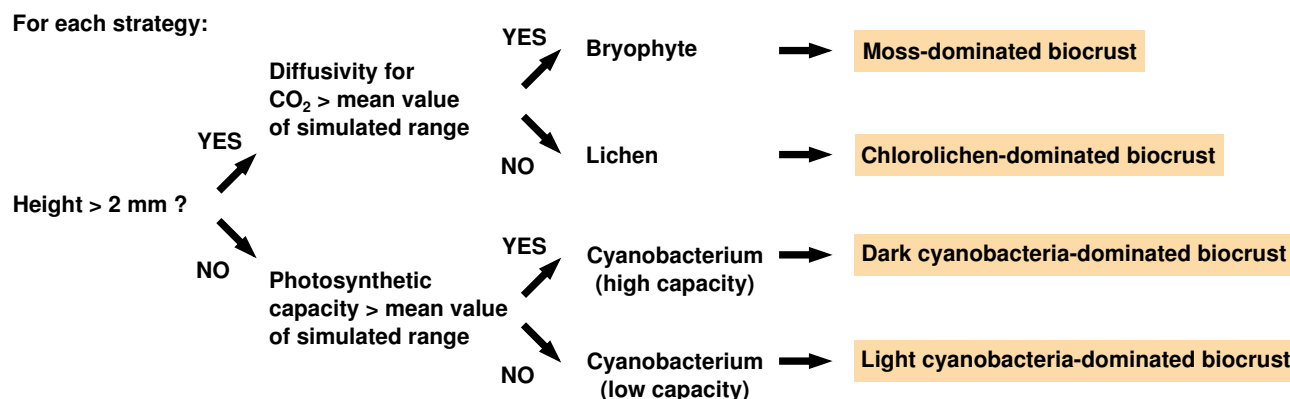 For each strategy:
Height > 2 mm ?
YES
NO
Diffusivity for
CO₂ > mean value
of simulated range
YES
NO
Bryophyte
Moss-dominated biocrust
Lichen
Chlorolichen-dominated biocrust
Photosynthetic
capacity > mean value
of simulated range
YES
NO
Cyanobacterium
(high capacity)
Dark cyanobacteria-dominated biocrust
Cyanobacterium
(low capacity)
Light cyanobacteria-dominated biocrust